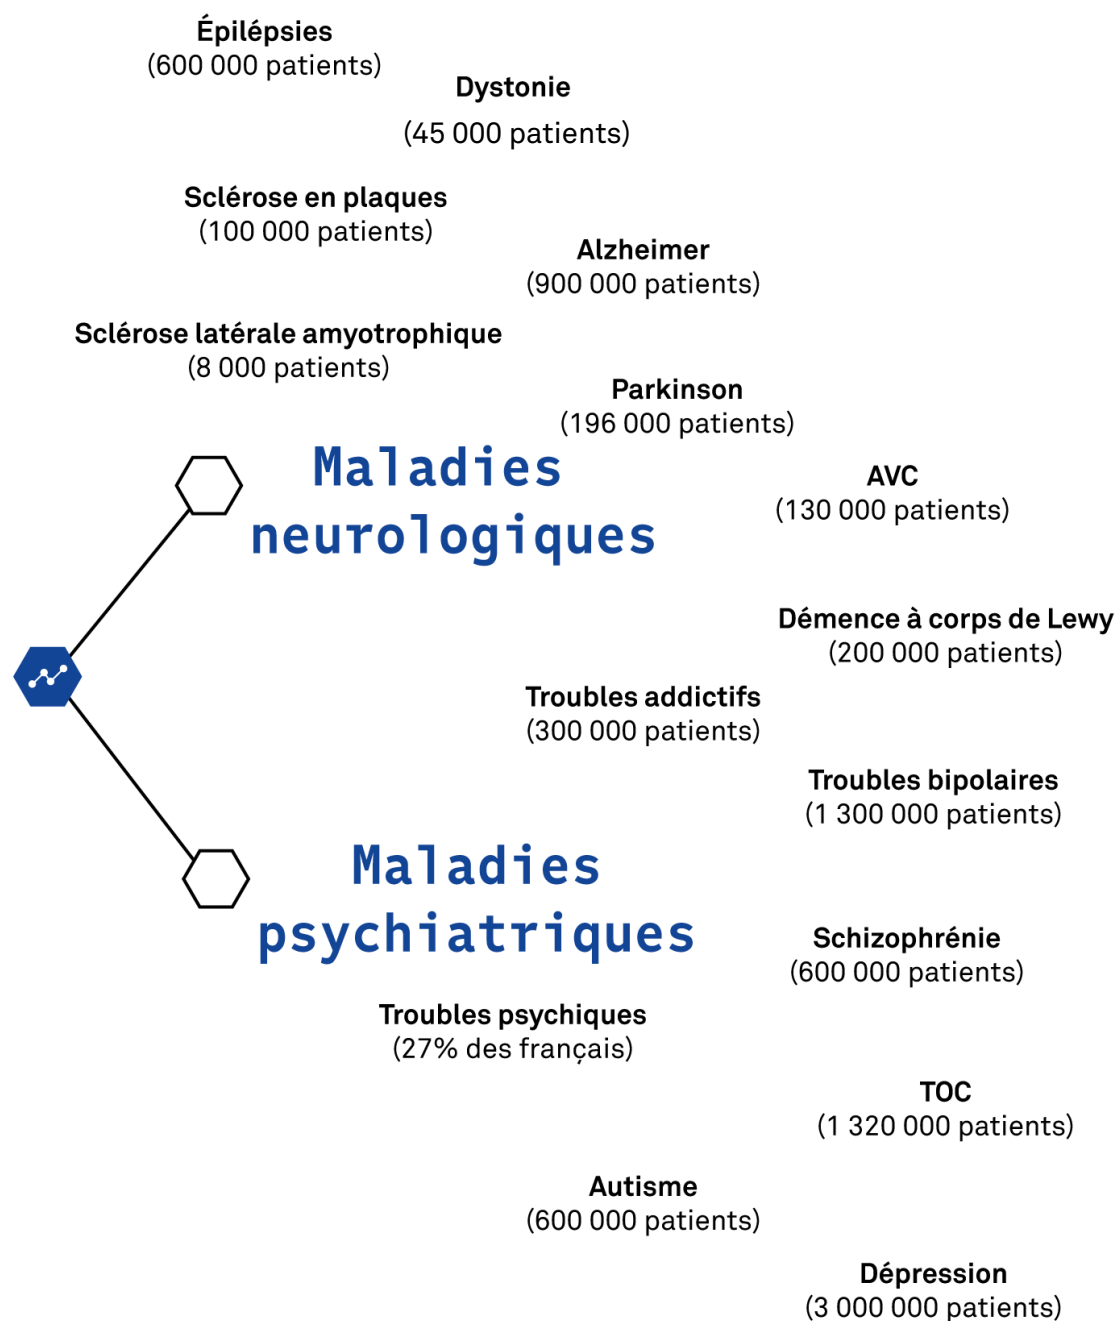 Épilépsies
(600 000 patients)
Dystonie
(45 000 patients)
Sclérose en plaques
(100 000 patients)
Alzheimer
(900 000 patients)
Sclérose latérale amyotrophique
(8 000 patients)
Parkinson
(196 000 patients)
Maladies
neurologiques
AVC
(130 000 patients)
Démence à corps de Lewy
(200 000 patients)
Troubles addictifs
(300 000 patients)
Troubles bipolaires
(1 300 000 patients)
Maladies
psychiatriques
Schizophrénie
(600 000 patients)
Troubles psychiques
(27% des français)
TOC
(1 320 000 patients)
Autisme
(600 000 patients)
Dépression
(3 000 000 patients)